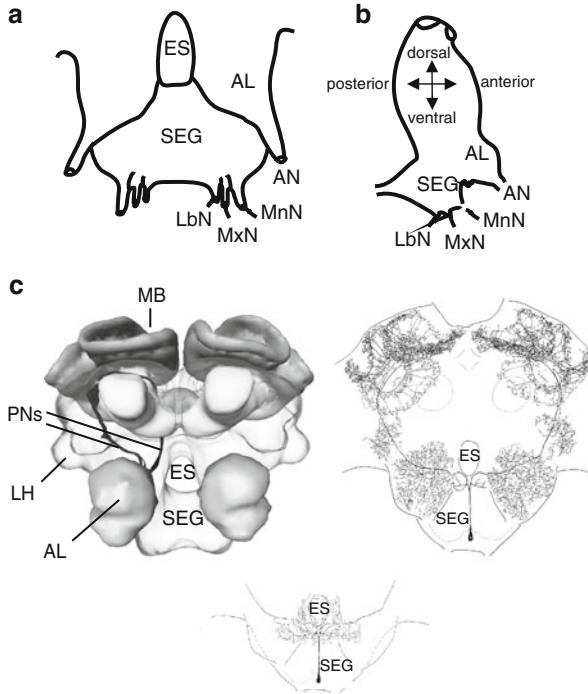 a
ES
AL
SEG
AN
LbN
MnN
MxN
b
dorsal
posterior
anterior
ventral
AL
SEG
AN
MnN
LbN
MxN
c
MB
PNs
ES
LH
SEG
AL
ES
SEG
ES
SEG